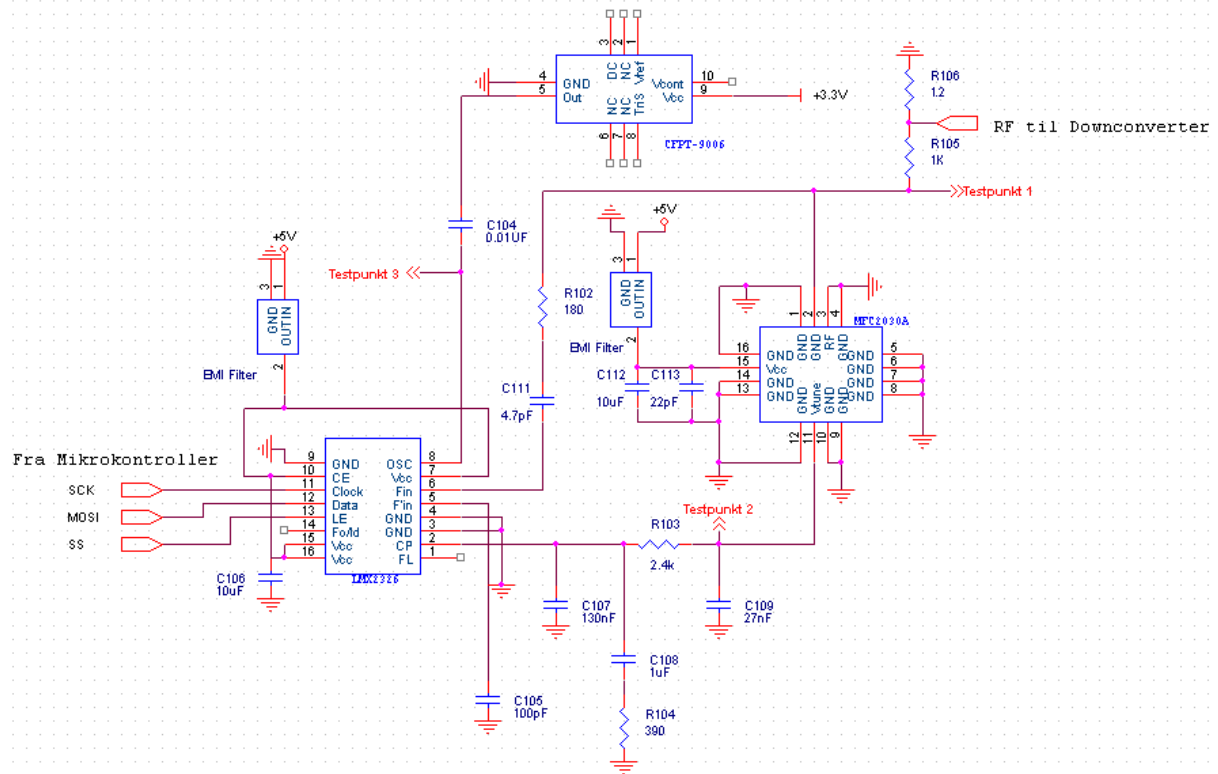 3
2
1
DC
NC
Vref
4
GND
5
Out
Vcont
10
Vcc
9
+3.3V
NC
NC
TriS
6
7
8
CFPT-9006
R106
1.2
RF til Downconverter
R105
1K
Testpunkt 1
C104
0.01UF
Testpunkt 3
+5V
3
1
GND
OUTIN
2
EMI Filter
R102
180
+5V
3
1
GND
OUTIN
2
EMI Filter
C111
4.7pF
C112
10uF
C113
22pF
MFC2030A
1
2
3
4
GND
GND
RF
GND
16
GND
15
Vcc
14
GND
13
GND
GND
5
GND
6
GND
7
GND
8
GND
Vtune
GND
GND
12
11
10
9
Fra Mikrokontroller
SCK
MOSI
SS
9
GND
10
CE
11
Clock
12
Data
13
LE
14
Fo/ld
15
Vcc
16
Vcc
OSC
8
Vcc
7
Fin
6
F'in
5
GND
4
GND
3
CP
2
FL
1
LMX2326
C106
10uF
Testpunkt 2
R103
2.4k
C107
130nF
C109
27nF
C108
1uF
C105
100pF
R104
390